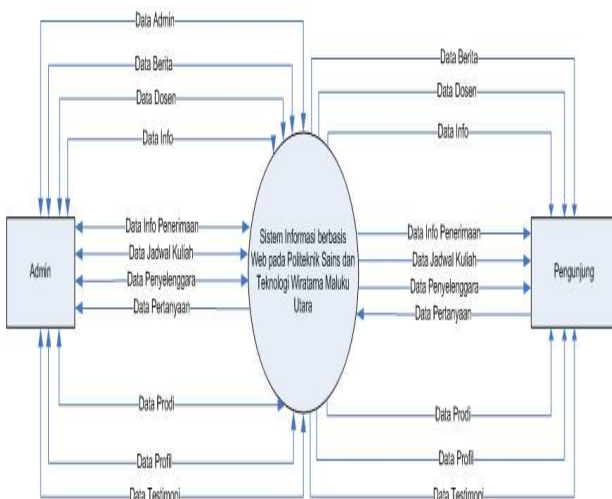 Data Admin
Data Berita
Data Dosen
Data Info
Data Berita
Data Dosen
Data Info
Admin
Data Info Penerimaan
Data Jadwal Kuliah
Data Penyelenggara
Data Pertanyaan
Sistem Informasi berbasis
Web pada Politeknik Sains dan
Teknologi Wiratama Maluku
Utara
Data Info Penerimaan
Data Jadwal Kuliah
Data Penyelenggara
Data Pertanyaan
Pengunjung
Data Prodi
Data Profil
Data Testimoni
Data Prodi
Data Profil
Data Testimoni